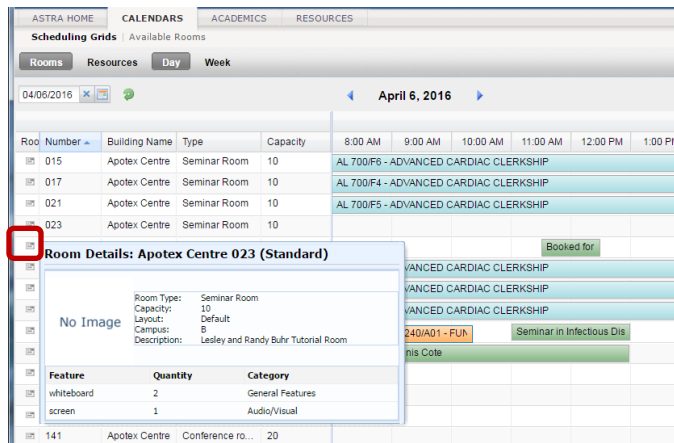 ASTRA HOME CALENDARS ACADEMICS RESOURCES
Scheduling Grids | Available Rooms
Rooms Resources Day Week
04/06/2016 April 6, 2016
Roo Number Building Name Type Capacity 8:00 AM 9:00 AM 10:00 AM 11:00 AM 12:00 PM 1:00 P
015 Apotex Centre Seminar Room 10 AL 700/F6 - ADVANCED CARDIAC CLERKSHIP
017 Apotex Centre Seminar Room 10 AL 700/F4 - ADVANCED CARDIAC CLERKSHIP
021 Apotex Centre Seminar Room 10 AL 700/F5 - ADVANCED CARDIAC CLERKSHIP
023 Apotex Centre Seminar Room 10
Booked for
Room Details: Apotex Centre 023 (Standard)
VANCED CARDIAC CLERKSHIP
VANCED CARDIAC CLERKSHIP
VANCED CARDIAC CLERKSHIP
No Image
Room Type: Seminar Room
Capacity: 10
Layout: Default
Campus: B
Description: Lesley and Randy Buhr Tutorial Room
240/A01 - FUN Seminar in Infectious Dis
nis Cote
Feature Quantity Category
whiteboard 2 General Features
screen 1 Audio/Visual
141 Apotex Centre Conference ro... 20